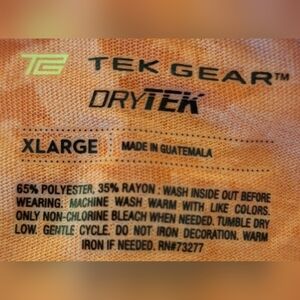 TEK GEAR™
DRYTEK
XLARGE MADE IN GUATEMALA
65% POLYESTER, 35% RAYON : WASH INSIDE OUT BEFORE
WEARING. MACHINE WASH WARM WITH LIKE COLORS.
ONLY NON-CHLORINE BLEACH WHEN NEEDED. TUMBLE DRY
LOW. GENTLE CYCLE. DO NOT IRON DECORATION. WARM
IRON IF NEEDED. RN#73277